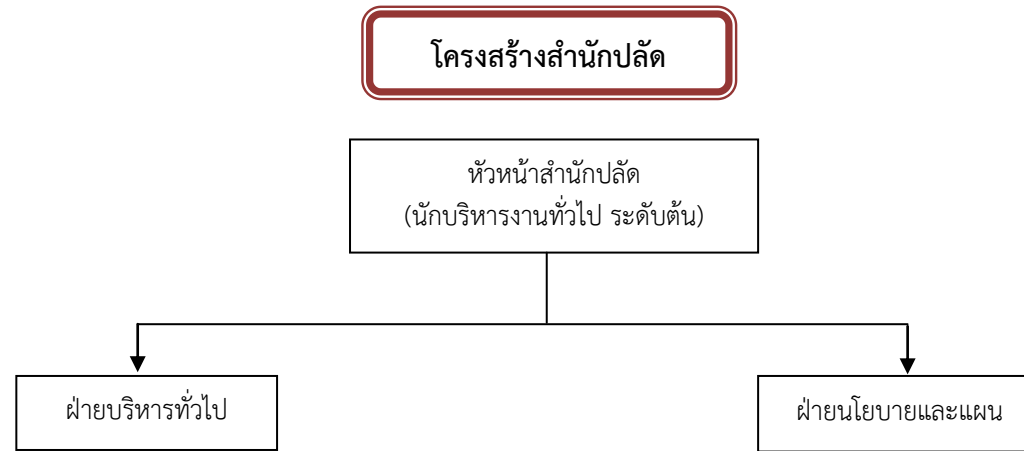 โครงสร้างสำนักปลัด
หัวหน้าสำนักปลัด
(นักบริหารงานทั่วไป ระดับต้น)
ฝ่ายบริหารทั่วไป
ฝ่ายนโยบายและแผน